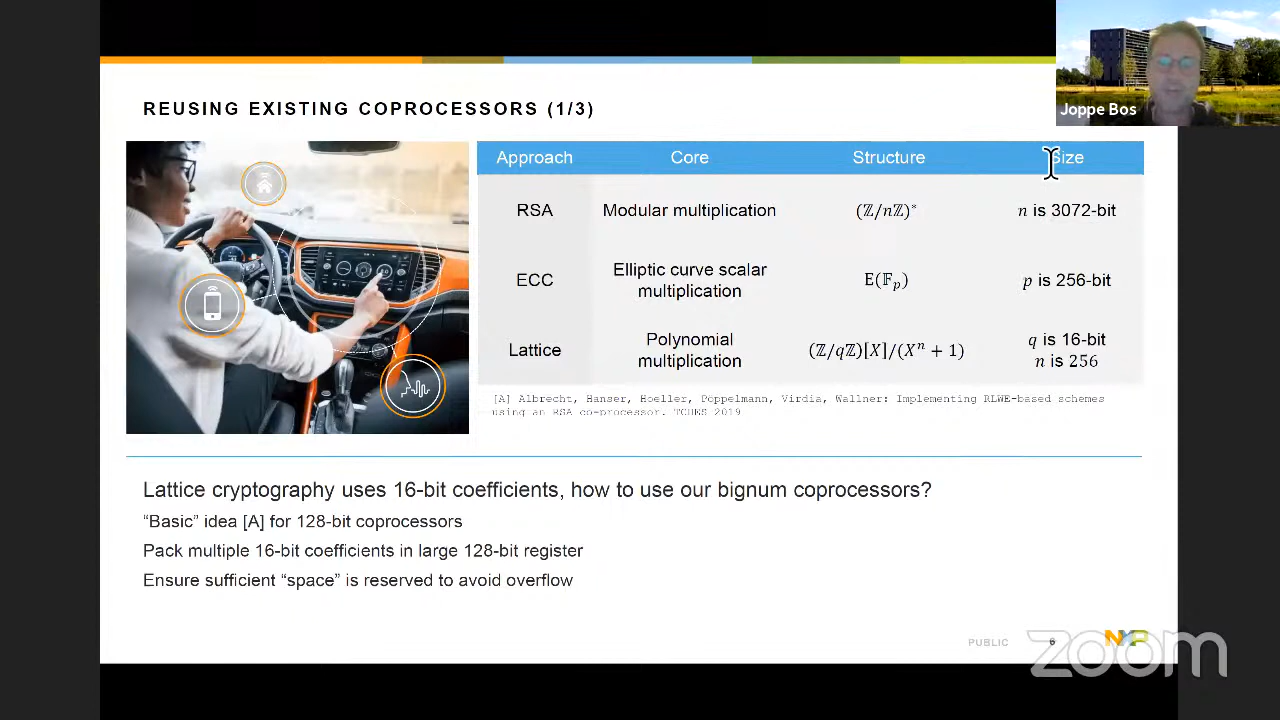 REUSING EXISTING COPROCESSORS (1/3)
Joppe Bos
Approach Core Structure Size
RSA Modular multiplication (ℤ/nℤ)* n is 3072-bit
ECC Elliptic curve scalar multiplication E(𝔽ₚ) p is 256-bit
Lattice Polynomial multiplication (ℤ/qℤ)[X]/(Xⁿ + 1) q is 16-bit n is 256
[A] Albrecht, Hanser, Hoeller, Pöppelmann, Virdia, Wallner: Implementing RLWE-based schemes
using an RSA co-processor. TCHES 2019
Lattice cryptography uses 16-bit coefficients, how to use our bignum coprocessors?
“Basic” idea [A] for 128-bit coprocessors
Pack multiple 16-bit coefficients in large 128-bit register
Ensure sufficient “space” is reserved to avoid overflow
PUBLIC 6 NXP
zoom